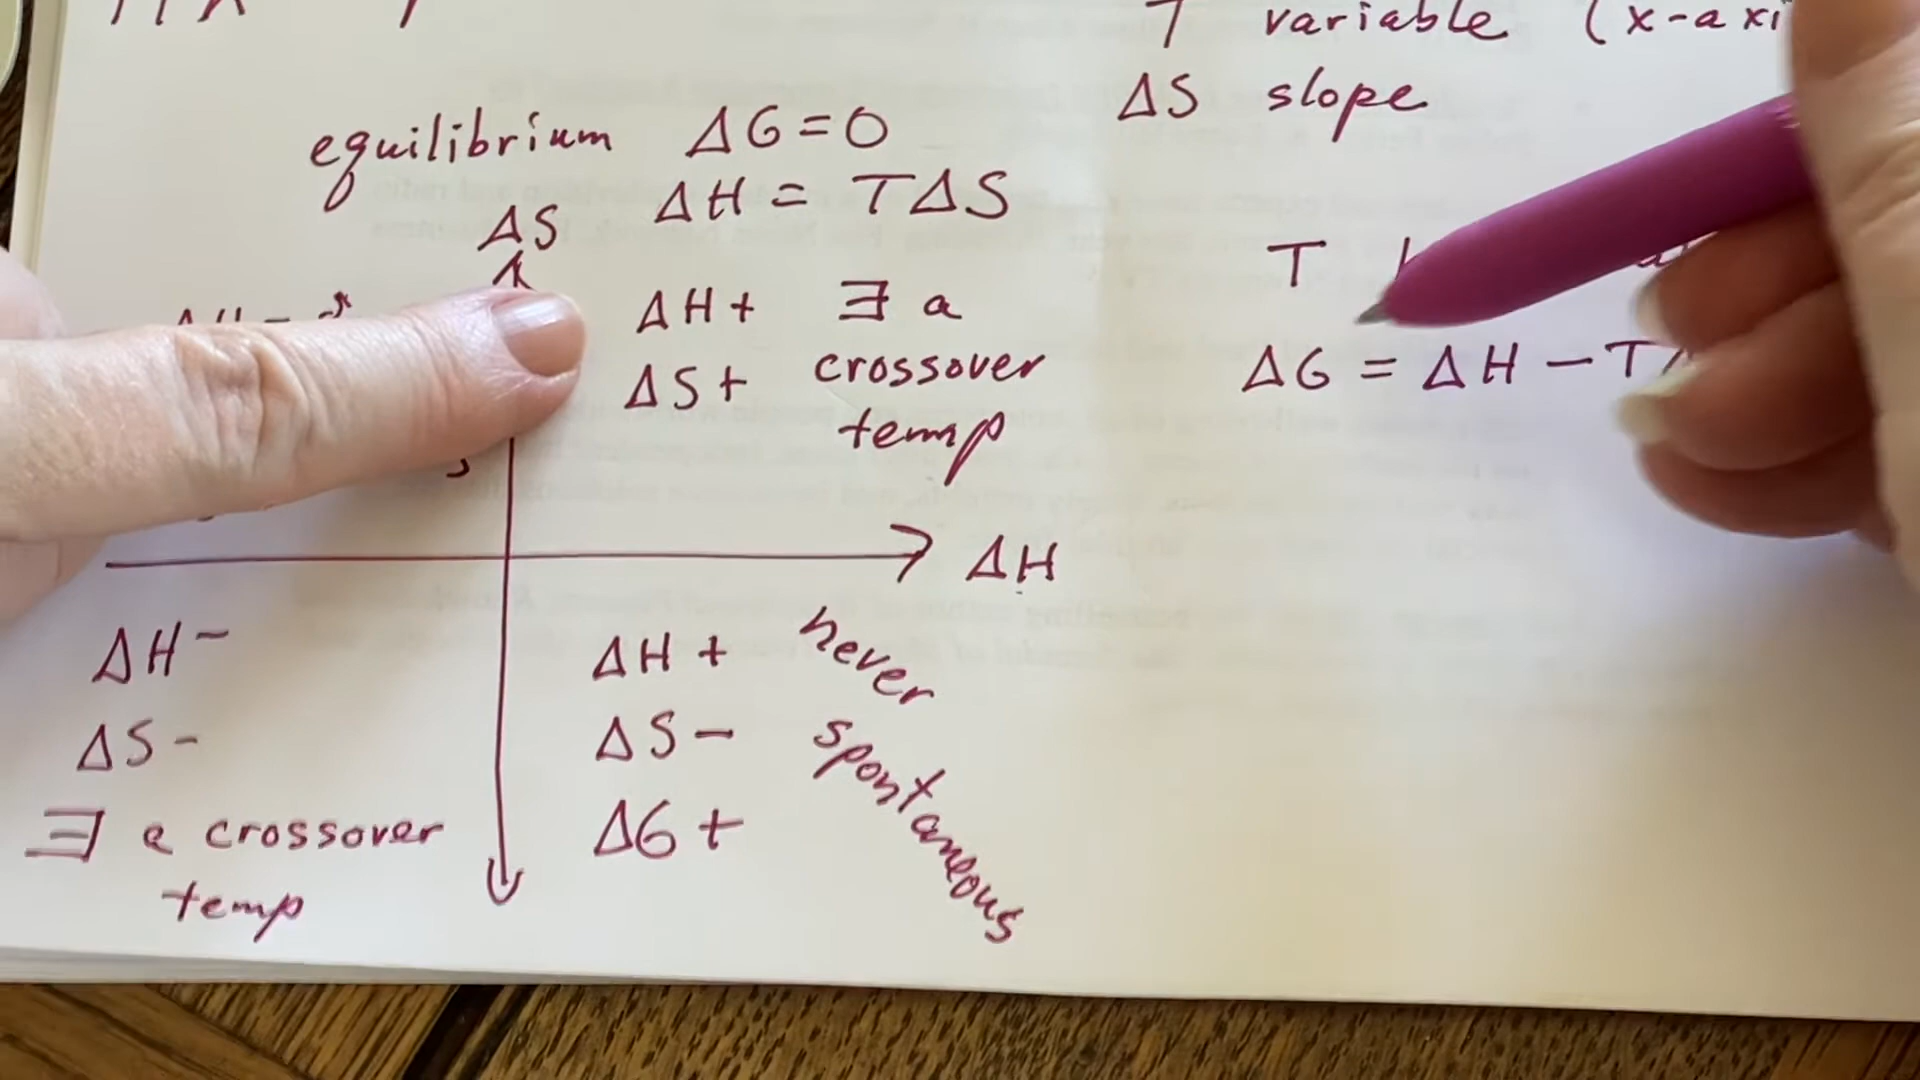 T variable (x-axi
ΔS slope
equilibrium ΔG = 0
ΔH = TΔS
ΔS
T
ΔH + ∃ a
ΔS + crossover
temp
ΔG = ΔH - T
ΔH
ΔH -
ΔS -
∃ a crossover
temp
ΔH + never
ΔS - spontaneous
ΔG +